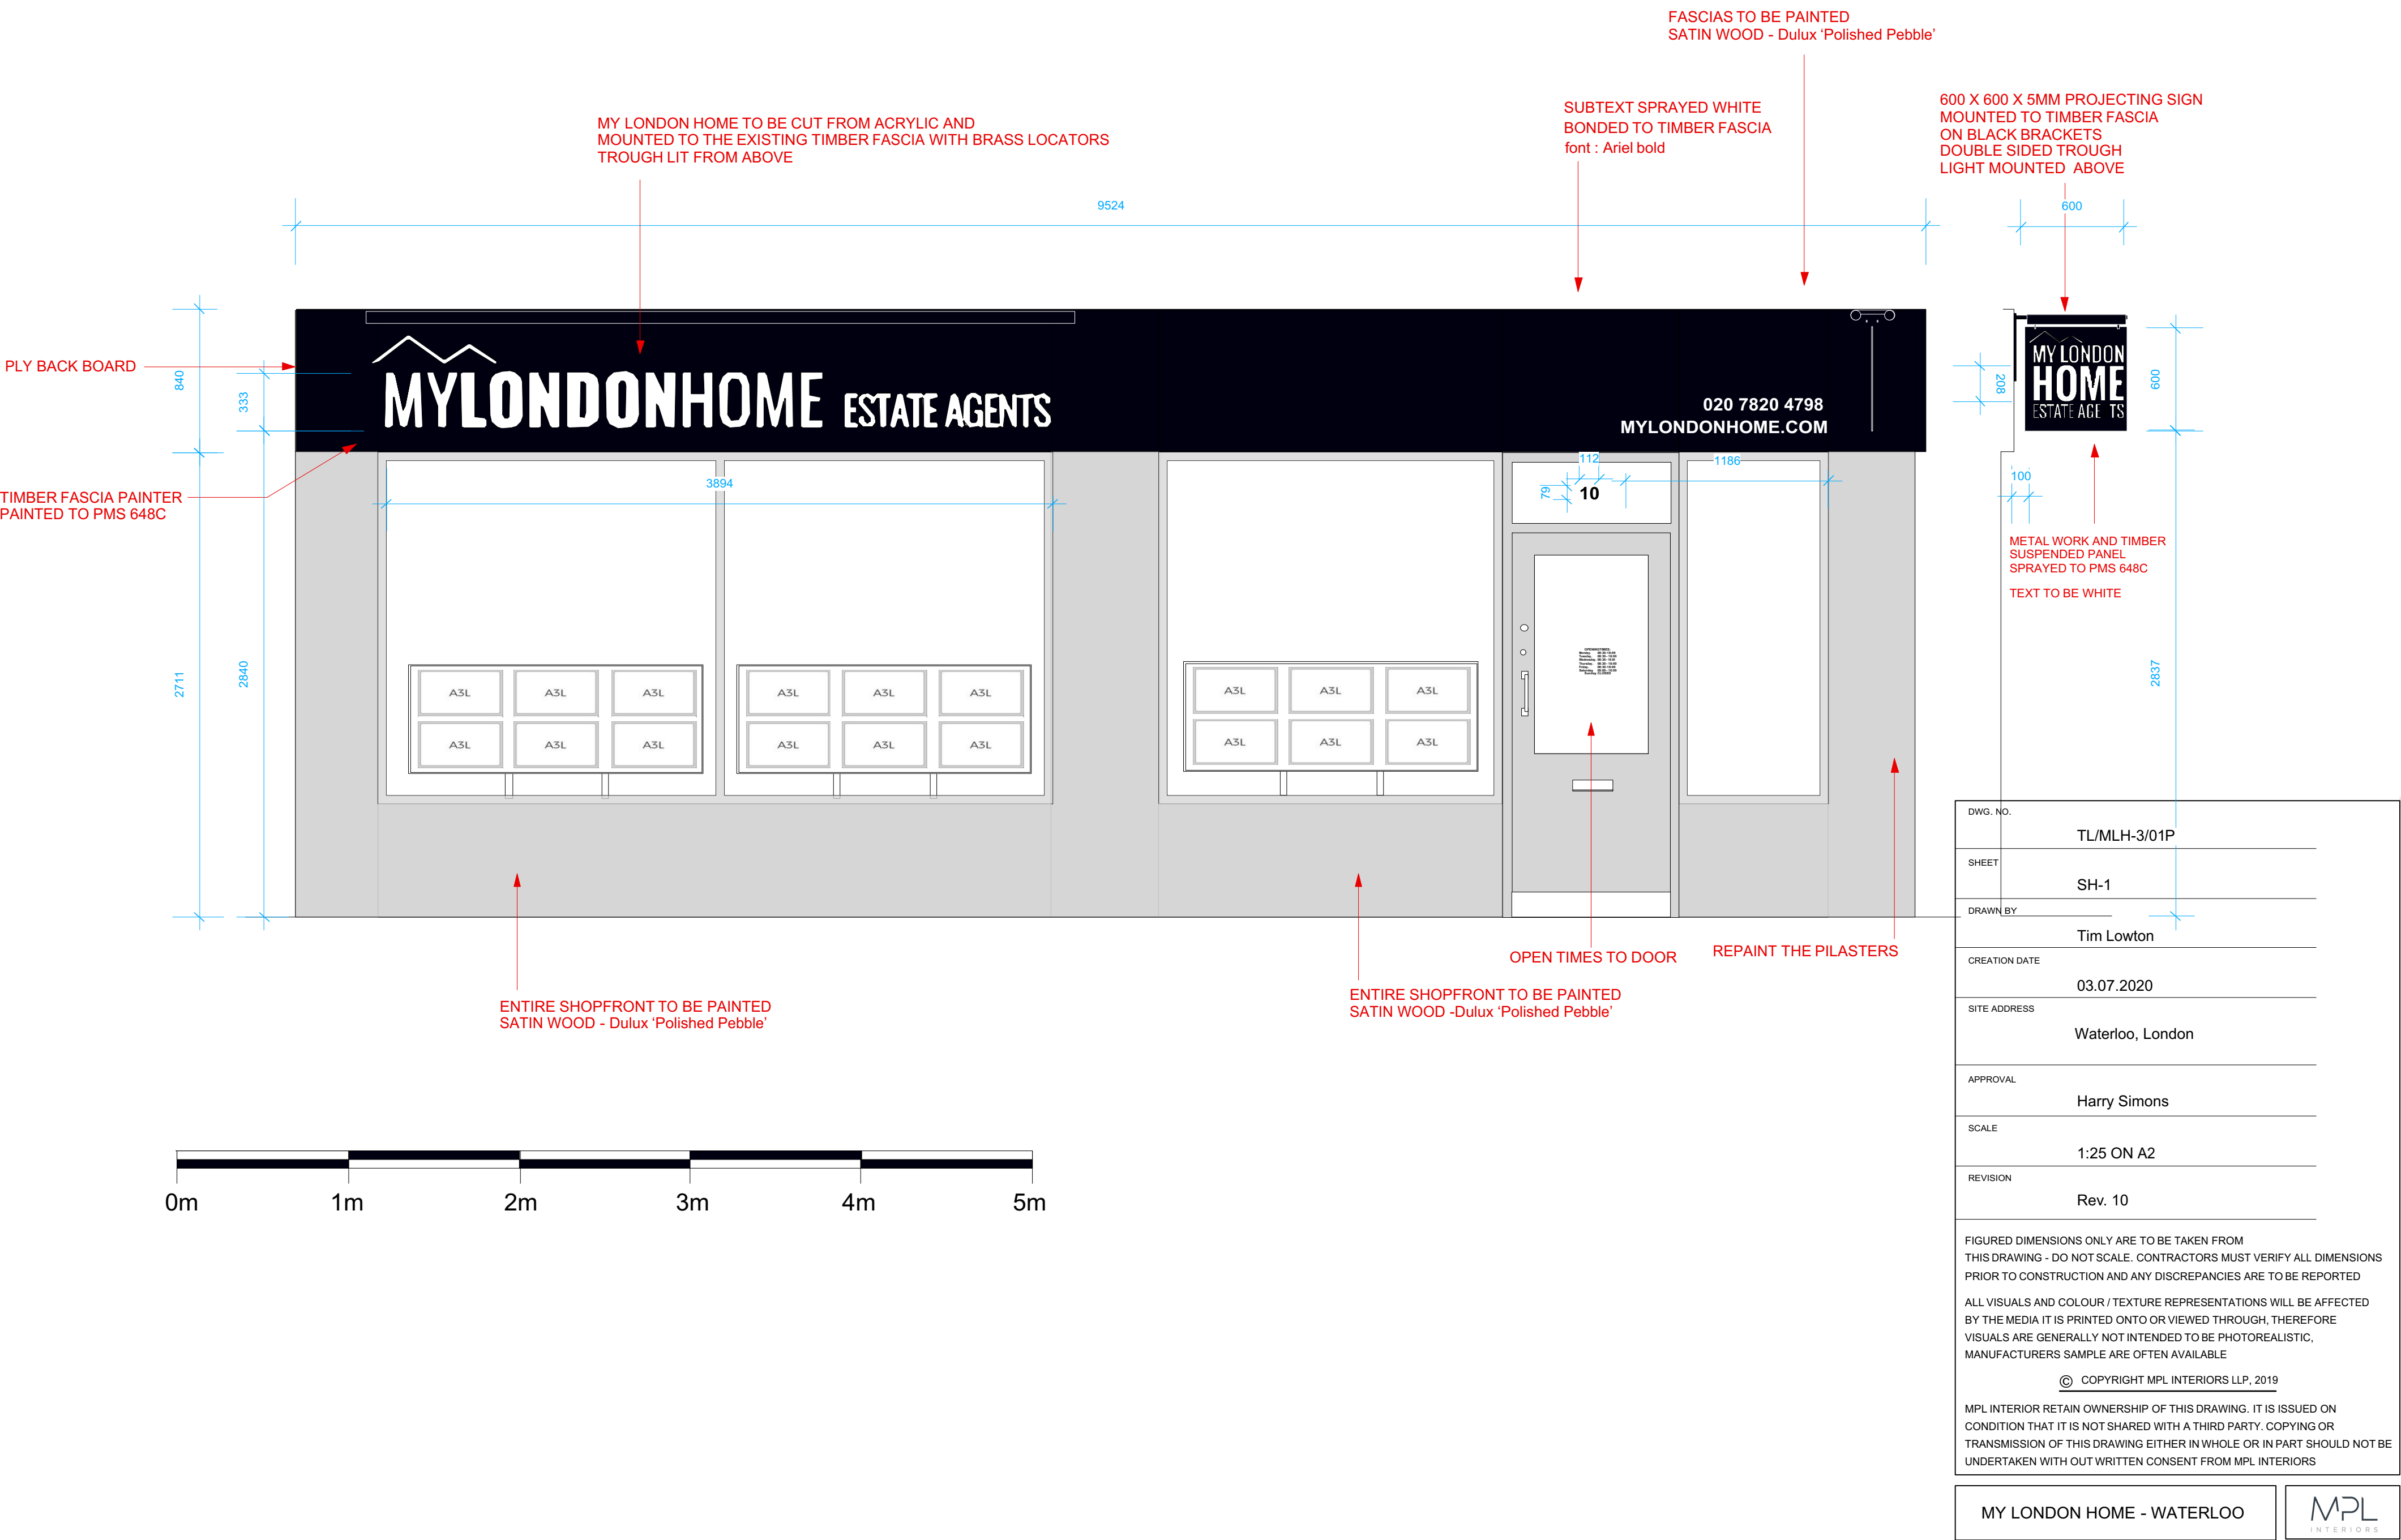 FASCIAS TO BE PAINTED
SATIN WOOD - Dulux ‘Polished Pebble’
600 X 600 X 5MM PROJECTING SIGN
MOUNTED TO TIMBER FASCIA
ON BLACK BRACKETS
DOUBLE SIDED TROUGH
LIGHT MOUNTED ABOVE
SUBTEXT SPRAYED WHITE
BONDED TO TIMBER FASCIA
font : Ariel bold
MY LONDON HOME TO BE CUT FROM ACRYLIC AND
MOUNTED TO THE EXISTING TIMBER FASCIA WITH BRASS LOCATORS
TROUGH LIT FROM ABOVE
9524
600
PLY BACK BOARD
840
333
MYLONDONHOME ESTATE AGENTS
020 7820 4798
MYLONDONHOME.COM
208
MY LONDON
HOME
ESTATE AGE TS
600
TIMBER FASCIA PAINTER
PAINTED TO PMS 648C
3894
112
1186
79
10
100
METAL WORK AND TIMBER
SUSPENDED PANEL
SPRAYED TO PMS 648C
TEXT TO BE WHITE
2711
2840
2837
A3L A3L A3L A3L A3L A3L A3L A3L A3L
A3L A3L A3L A3L A3L A3L A3L A3L A3L
OPENING TIMES:
Monday
Tuesday
Wednesday
Thursday
Friday
Saturday
Sunday CLOSED
OPEN TIMES TO DOOR
REPAINT THE PILASTERS
ENTIRE SHOPFRONT TO BE PAINTED
SATIN WOOD - Dulux ‘Polished Pebble’
ENTIRE SHOPFRONT TO BE PAINTED
SATIN WOOD -Dulux ‘Polished Pebble’
0m 1m 2m 3m 4m 5m
DWG. NO.
TL/MLH-3/01P
SHEET
SH-1
DRAWN BY
Tim Lowton
CREATION DATE
03.07.2020
SITE ADDRESS
Waterloo, London
APPROVAL
Harry Simons
SCALE
1:25 ON A2
REVISION
Rev. 10
FIGURED DIMENSIONS ONLY ARE TO BE TAKEN FROM
THIS DRAWING - DO NOT SCALE. CONTRACTORS MUST VERIFY ALL DIMENSIONS
PRIOR TO CONSTRUCTION AND ANY DISCREPANCIES ARE TO BE REPORTED
ALL VISUALS AND COLOUR / TEXTURE REPRESENTATIONS WILL BE AFFECTED
BY THE MEDIA IT IS PRINTED ONTO OR VIEWED THROUGH, THEREFORE
VISUALS ARE GENERALLY NOT INTENDED TO BE PHOTOREALISTIC,
MANUFACTURERS SAMPLE ARE OFTEN AVAILABLE
© COPYRIGHT MPL INTERIORS LLP, 2019
MPL INTERIOR RETAIN OWNERSHIP OF THIS DRAWING. IT IS ISSUED ON
CONDITION THAT IT IS NOT SHARED WITH A THIRD PARTY. COPYING OR
TRANSMISSION OF THIS DRAWING EITHER IN WHOLE OR IN PART SHOULD NOT BE
UNDERTAKEN WITH OUT WRITTEN CONSENT FROM MPL INTERIORS
MY LONDON HOME - WATERLOO
MPL
INTERIORS